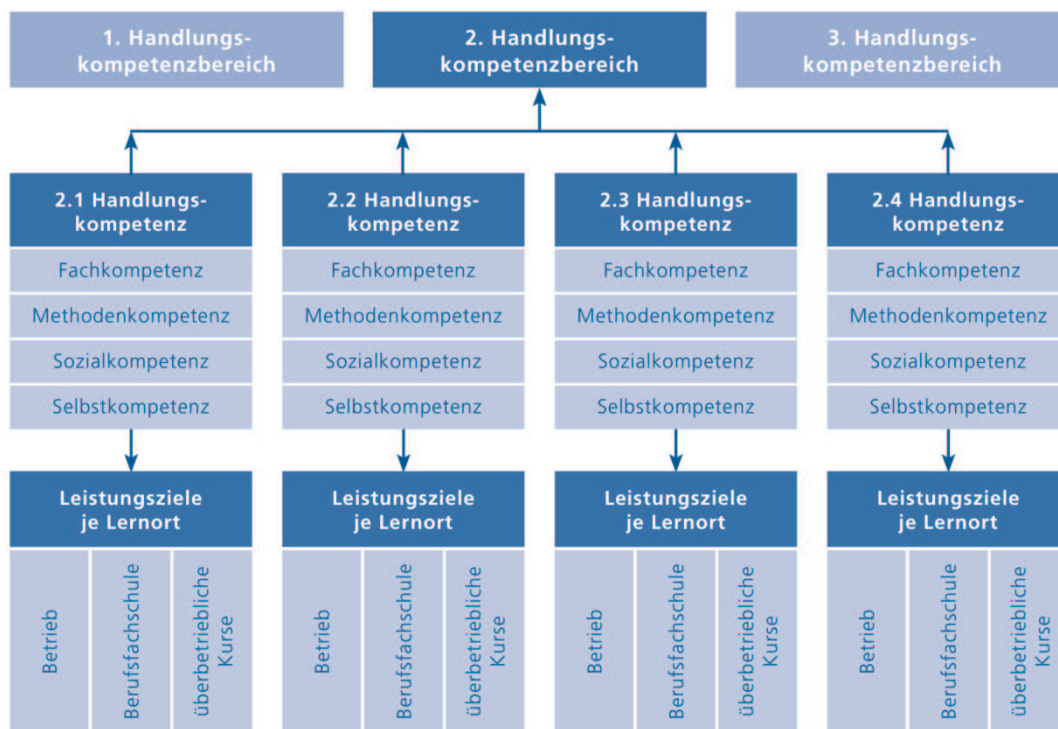 1. Handlungs-
kompetenzbereich
2. Handlungs-
kompetenzbereich
3. Handlungs-
kompetenzbereich
2.1 Handlungs-
kompetenz
Fachkompetenz
Methodenkompetenz
Sozialkompetenz
Selbstkompetenz
Leistungsziele
je Lernort
Betrieb
Berufsfachschule
überbetriebliche
Kurse
2.2 Handlungs-
kompetenz
Fachkompetenz
Methodenkompetenz
Sozialkompetenz
Selbstkompetenz
Leistungsziele
je Lernort
Betrieb
Berufsfachschule
überbetriebliche
Kurse
2.3 Handlungs-
kompetenz
Fachkompetenz
Methodenkompetenz
Sozialkompetenz
Selbstkompetenz
Leistungsziele
je Lernort
Betrieb
Berufsfachschule
überbetriebliche
Kurse
2.4 Handlungs-
kompetenz
Fachkompetenz
Methodenkompetenz
Sozialkompetenz
Selbstkompetenz
Leistungsziele
je Lernort
Betrieb
Berufsfachschule
überbetriebliche
Kurse